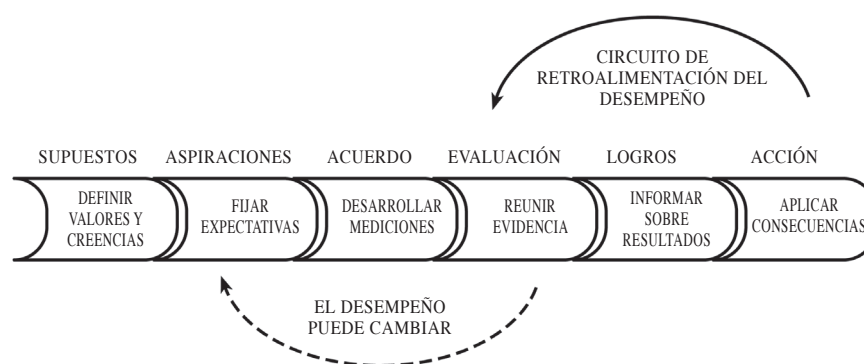 CIRCUITO DE
RETROALIMENTACIÓN DEL
DESEMPEÑO
SUPUESTOS
ASPIRACIONES
ACUERDO
EVALUACIÓN
LOGROS
ACCIÓN
DEFINIR
VALORES Y
CREENCIAS
FIJAR
EXPECTATIVAS
DESARROLLAR
MEDICIONES
REUNIR
EVIDENCIA
INFORMAR
SOBRE
RESULTADOS
APLICAR
CONSECUENCIAS
EL DESEMPEÑO
PUEDE CAMBIAR